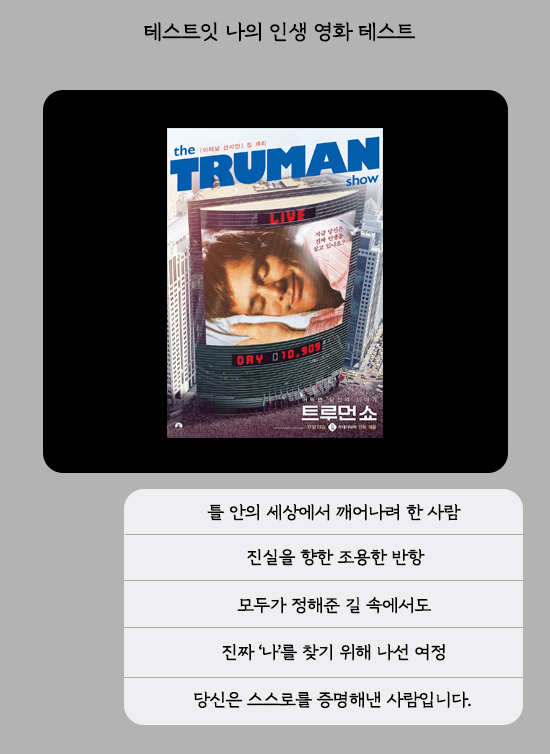 테스트잇 나의 인생 영화 테스트
the
<이터널 선샤인> 짐 캐리
TRUMAN
show
LIVE
지금 당신은
진짜 인생을
살고 있나요?
DAY 10,909
트루먼 쇼
틀 안의 세상에서 깨어나려 한 사람
진실을 향한 조용한 반항
모두가 정해준 길 속에서도
진짜 ‘나’를 찾기 위해 나선 여정
당신은 스스로를 증명해낸 사람입니다.